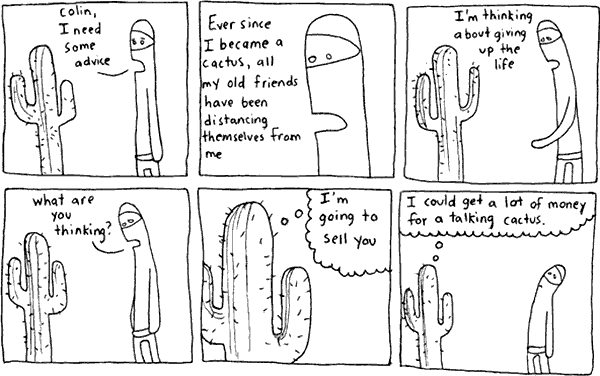 Colin,
I need
some
advice
Ever since
I became a
cactus, all
my old friends
have been
distancing
themselves from
me
I'm thinking
about giving
up the
life
what are
you
thinking?
I'm
going to
sell you
I could get a lot of money
for a talking cactus.